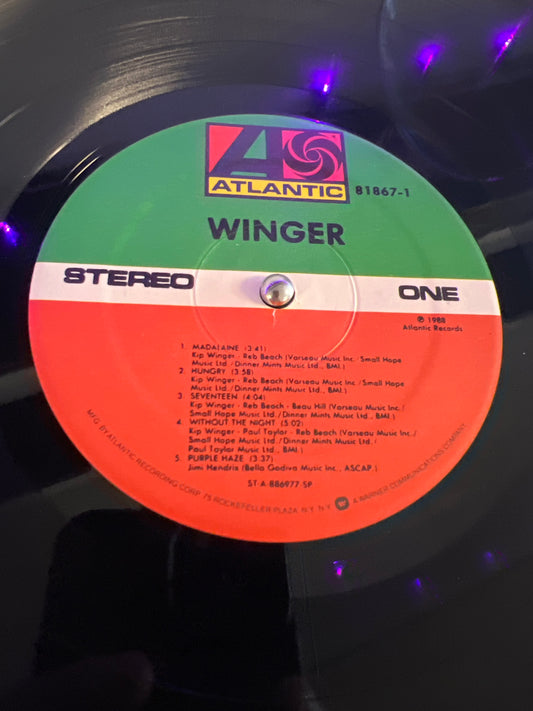 ATLANTIC
81867-1
WINGER
STEREO
ONE
℗ 1988
Atlantic Records
1. MADALAINE (3:41)
Kip Winger - Reb Beach (Varseau Music Inc./Small Hope
Music Ltd./Dinner Mints Music Ltd., BMI.)
2. HUNGRY (3:58)
Kip Winger - Reb Beach (Varseau Music Inc./Small Hope
Music Ltd./Dinner Mints Music Ltd., BMI.)
3. SEVENTEEN (4:04)
Kip Winger - Reb Beach - Beau Hill (Varseau Music Inc./
Small Hope Music Ltd./Dinner Mints Music Ltd., BMI.)
4. WITHOUT THE NIGHT (5:02)
Kip Winger - Paul Taylor - Reb Beach (Varseau Music Inc./
Small Hope Music Ltd./Dinner Mints Music Ltd./
Paul Taylor Music Ltd., BMI.)
5. PURPLE HAZE (3:37)
Jimi Hendrix (Bella Godiva Music Inc., ASCAP.)
ST-A-886977-SP
MFG. BY ATLANTIC RECORDING CORP. 75 ROCKEFELLER PLAZA, N.Y. N.Y. A WARNER COMMUNICATIONS COMPANY